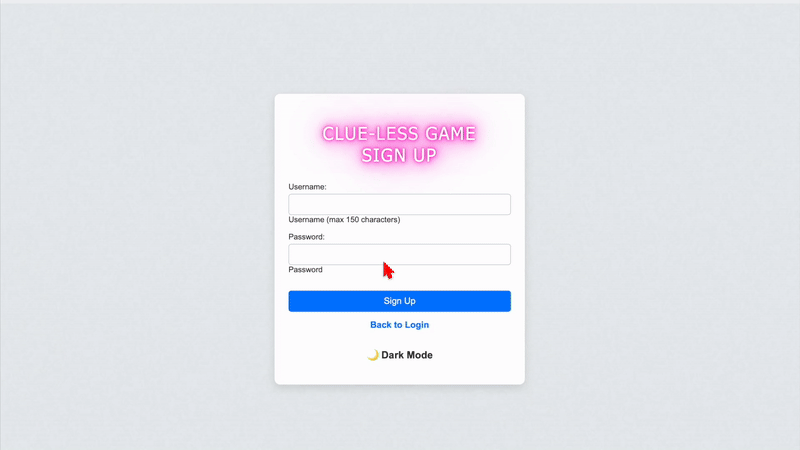 CLUE-LESS GAME
SIGN UP
Username:
Username (max 150 characters)
Password:
Password
Sign Up
Back to Login
🌙 Dark Mode